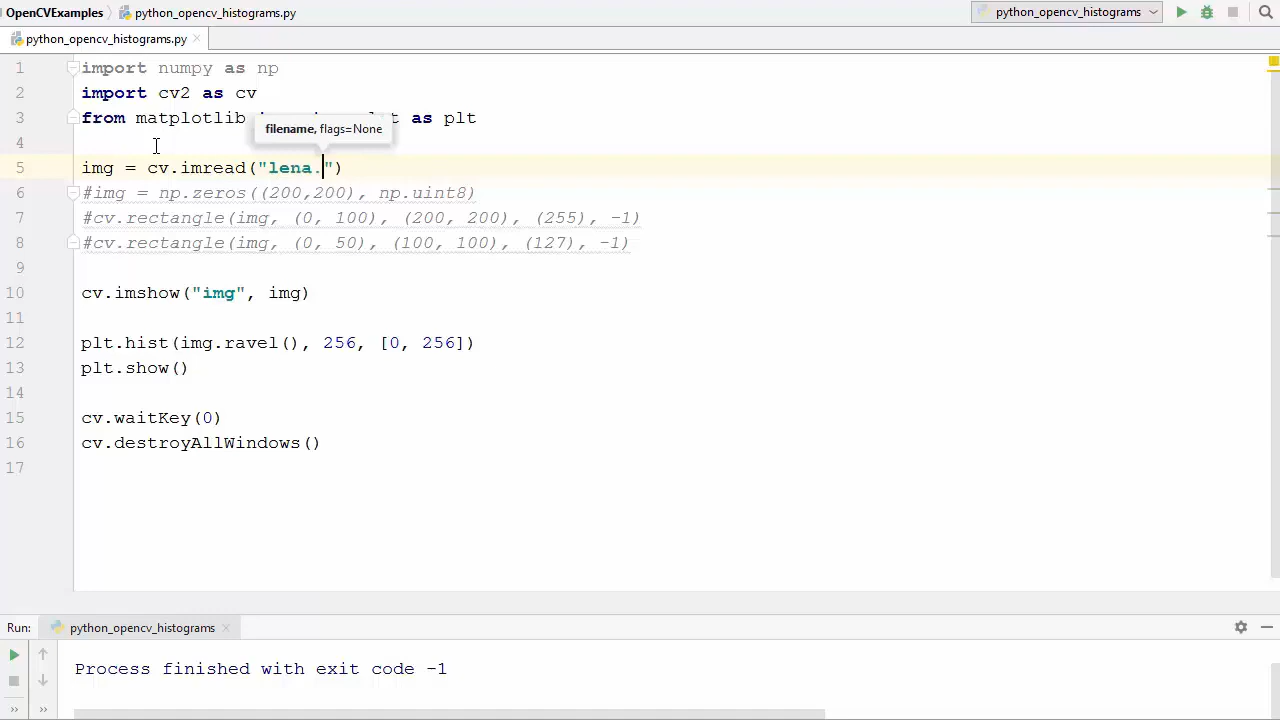 OpenCVExamples python_opencv_histograms.py python_opencv_histograms
python_opencv_histograms.py
1 import numpy as np
2 import cv2 as cv
3 from matplotlib as plt
filename, flags=None
4
5 img = cv.imread("lena.")
6 #img = np.zeros((200,200), np.uint8)
7 #cv.rectangle(img, (0, 100), (200, 200), (255), -1)
8 #cv.rectangle(img, (0, 50), (100, 100), (127), -1)
9
10 cv.imshow("img", img)
11
12 plt.hist(img.ravel(), 256, [0, 256])
13 plt.show()
14
15 cv.waitKey(0)
16 cv.destroyAllWindows()
17
Run: python_opencv_histograms
Process finished with exit code -1